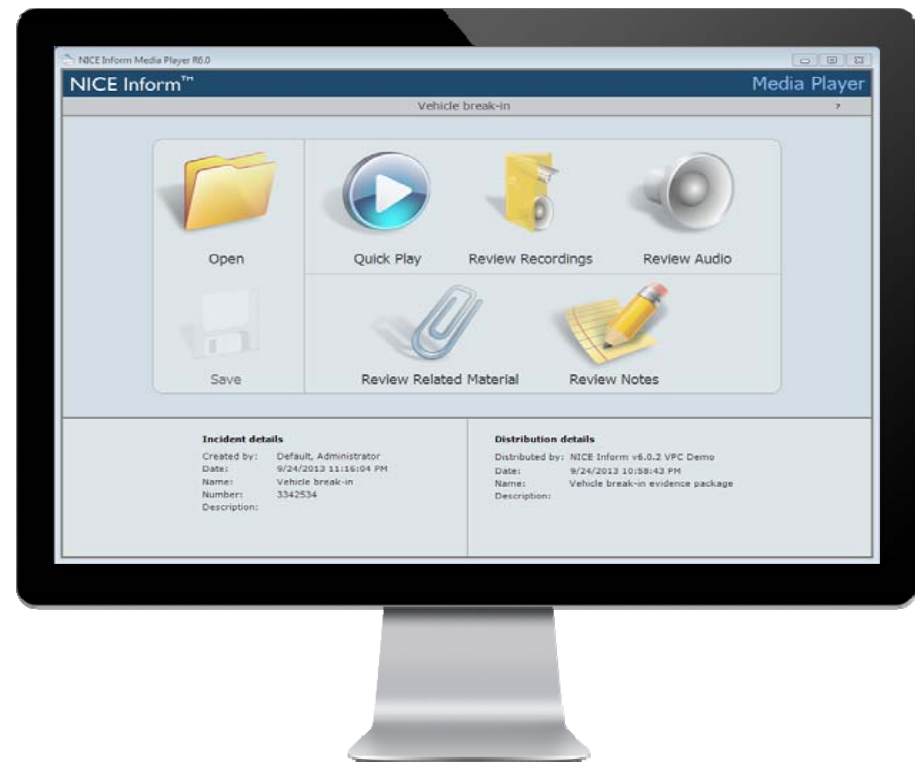 NICE Inform Media Player R6.0
NICE Inform™ Media Player
Vehicle break-in ?
Open Quick Play Review Recordings Review Audio
Save Review Related Material Review Notes
Incident details
Created by: Default, Administrator
Date: 9/24/2013 11:16:04 PM
Name: Vehicle break-in
Number: 3342534
Description:
Distribution details
Distributed by: NICE Inform v6.0.2 VPC Demo
Date: 9/24/2013 10:58:43 PM
Name: Vehicle break-in evidence package
Description: